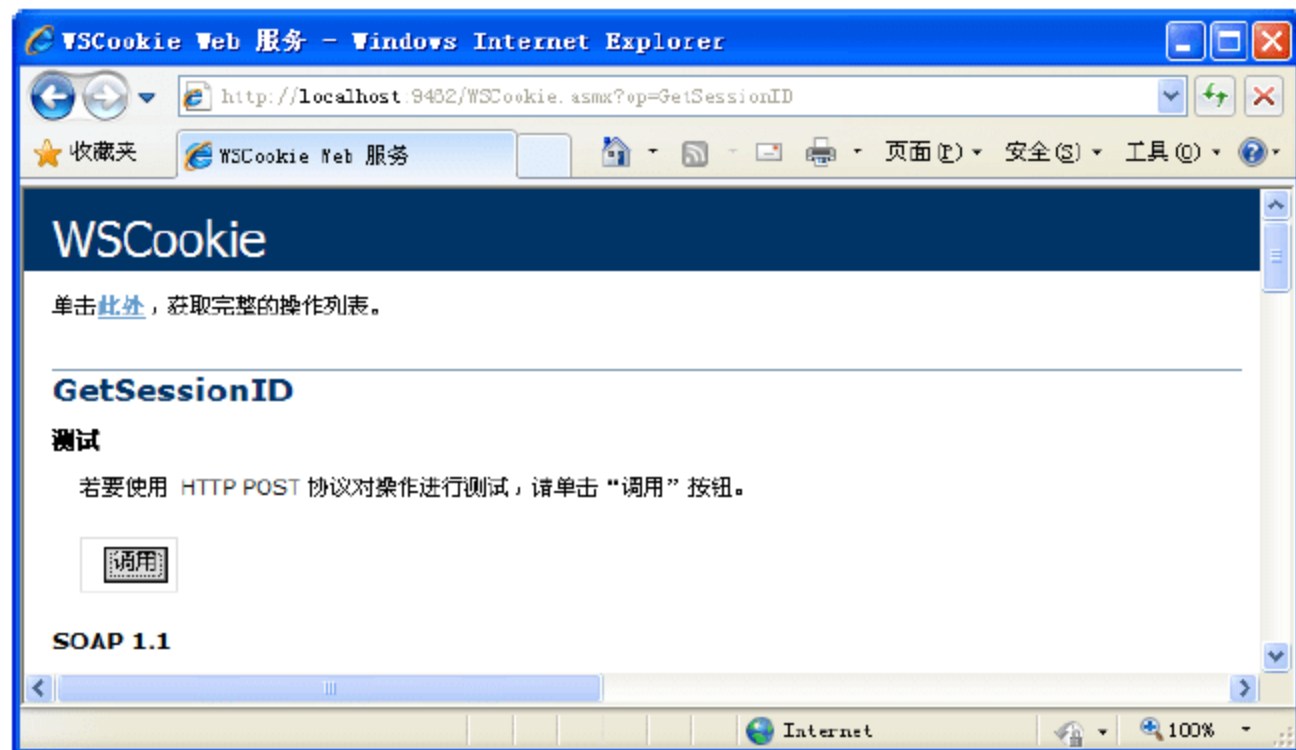 WSCookie Web 服务 - Windows Internet Explorer
http://localhost:9462/WSCookie.asmx?op=GetSessionID
收藏夹 WSCookie Web 服务 页面(P) 安全(S) 工具(O)
WSCookie
单击此处，获取完整的操作列表。
GetSessionID
测试
若要使用 HTTP POST 协议对操作进行测试，请单击“调用”按钮。
调用
SOAP 1.1
Internet 100%